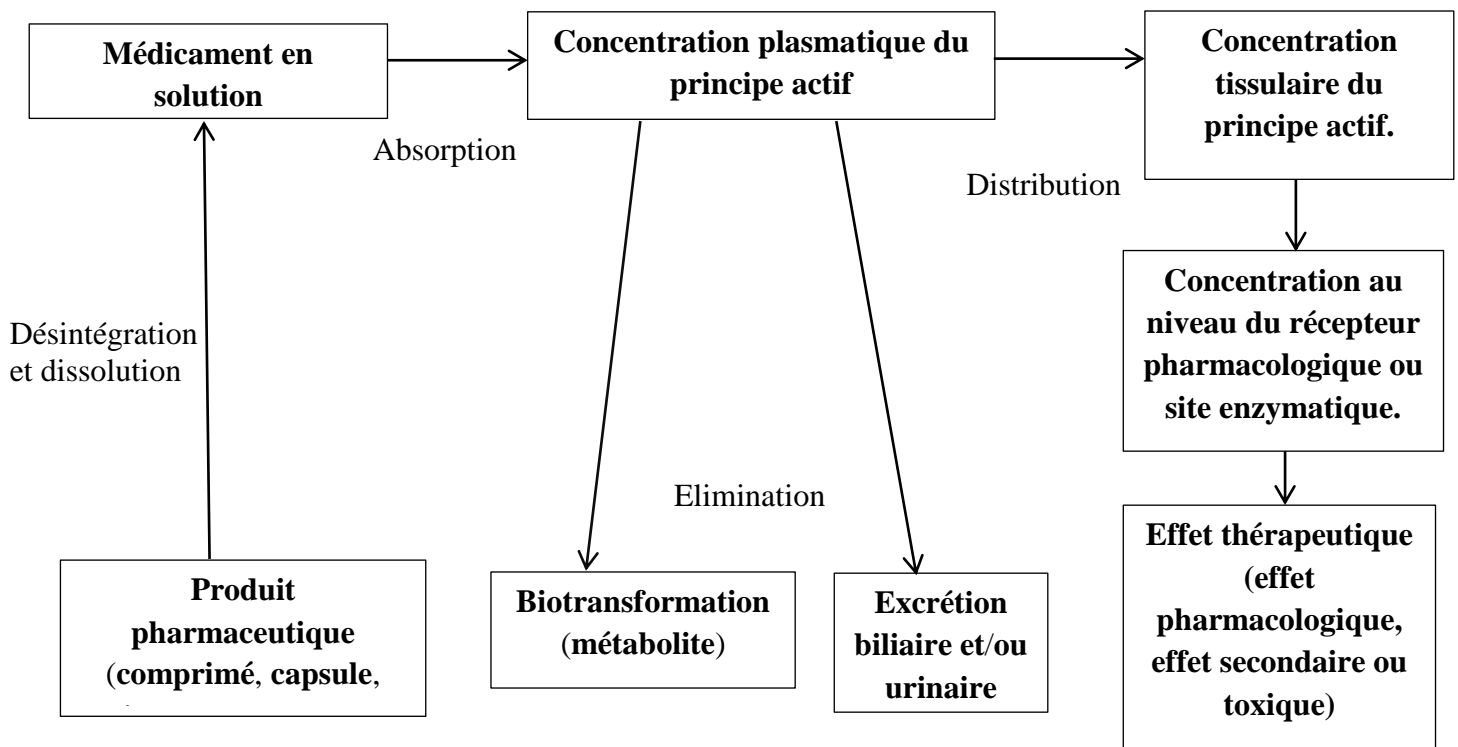 Médicament en
solution
Concentration plasmatique du
principe actif
Concentration
tissulaire du
principe actif.
Absorption
Distribution
Concentration au
niveau du récepteur
pharmacologique ou
site enzymatique.
Désintégration
et dissolution
Elimination
Produit
pharmaceutique
(comprimé, capsule,
Biotransformation
(métabolite)
Excrétion
biliaire et/ou
urinaire
Effet thérapeutique
(effet
pharmacologique,
effet secondaire ou
toxique)